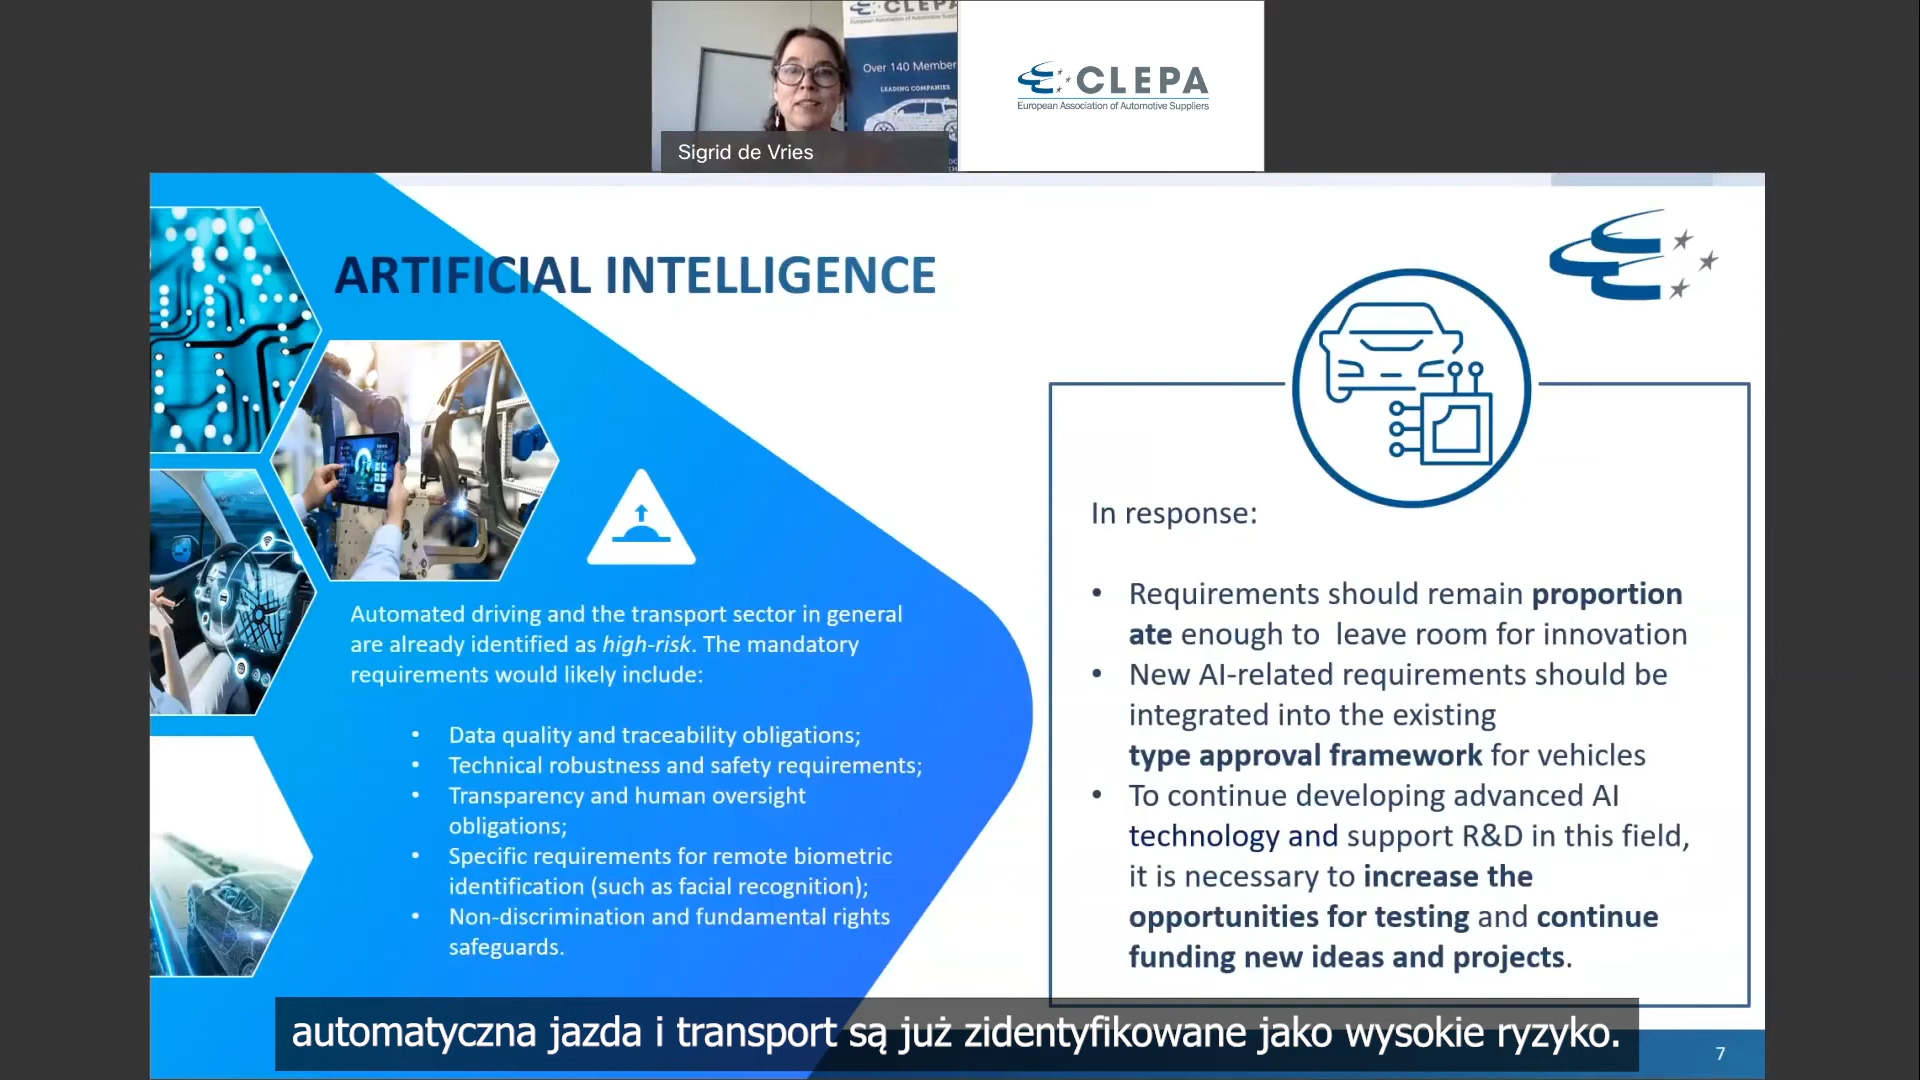 CLEPA
European Association of Automotive Suppliers
Over 140 Member
LEADING COMPANIES
Sigrid de Vries
CLEPA
European Association of Automotive Suppliers
ARTIFICIAL INTELLIGENCE
Automated driving and the transport sector in general
are already identified as high-risk. The mandatory
requirements would likely include:
• Data quality and traceability obligations;
• Technical robustness and safety requirements;
• Transparency and human oversight
obligations;
• Specific requirements for remote biometric
identification (such as facial recognition);
• Non-discrimination and fundamental rights
safeguards.
In response:
• Requirements should remain proportion
ate enough to leave room for innovation
• New AI-related requirements should be
integrated into the existing
type approval framework for vehicles
• To continue developing advanced AI
technology and support R&D in this field,
it is necessary to increase the
opportunities for testing and continue
funding new ideas and projects.
automatyczna jazda i transport są już zidentyfikowane jako wysokie ryzyko.
7